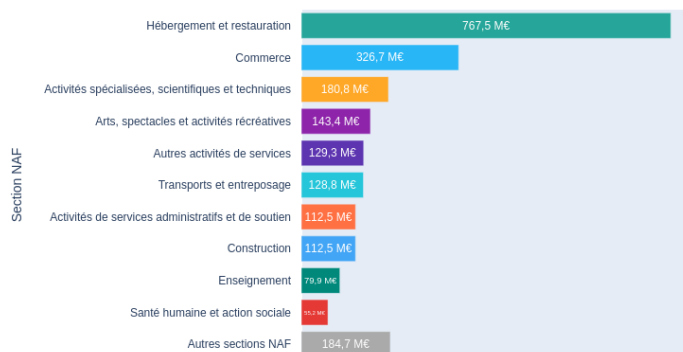 Section NAF
Hébergement et restauration 767,5 M€
Commerce 326,7 M€
Activités spécialisées, scientifiques et techniques 180,8 M€
Arts, spectacles et activités récréatives 143,4 M€
Autres activités de services 129,3 M€
Transports et entreposage 128,8 M€
Activités de services administratifs et de soutien 112,5 M€
Construction 112,5 M€
Enseignement 79,9 M€
Santé humaine et action sociale 55,2 M€
Autres sections NAF 184,7 M€